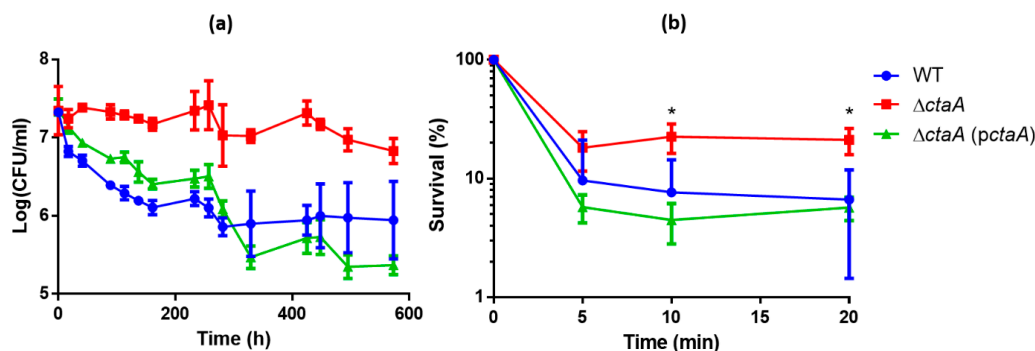 (a)
(b)
8
7
6
5
Log(CFU/ml)
0
200
400
600
Time (h)
100
10
1
Survival (%)
*
*
0
5
10
15
20
Time (min)
WT
ΔctaA
ΔctaA (pctaA)